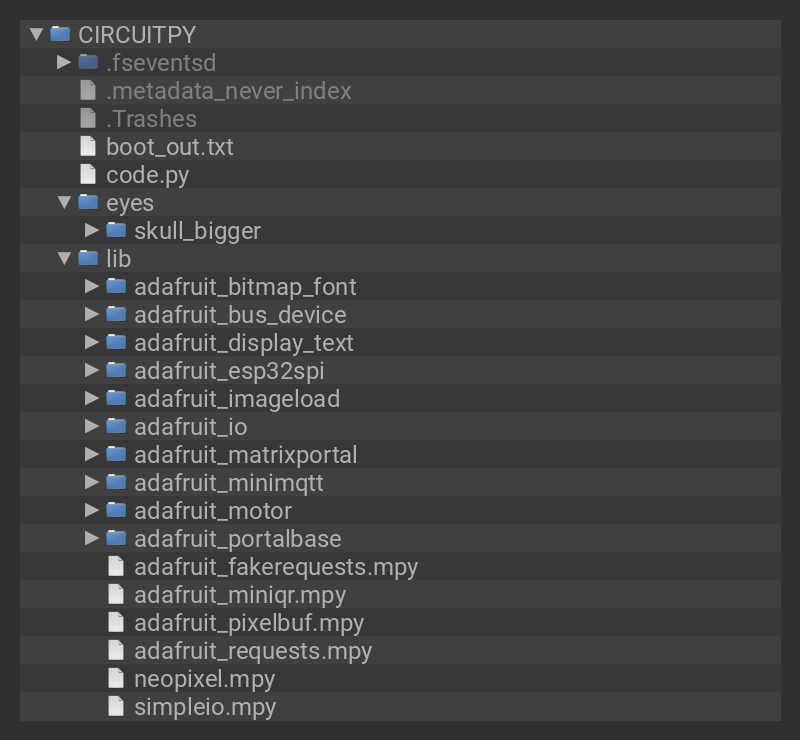 CIRCUITPY
.fseventsd
.metadata_never_index
.Trashes
boot_out.txt
code.py
eyes
skull_bigger
lib
adafruit_bitmap_font
adafruit_bus_device
adafruit_display_text
adafruit_esp32spi
adafruit_imageload
adafruit_io
adafruit_matrixportal
adafruit_minimqtt
adafruit_motor
adafruit_portalbase
adafruit_fakerequests.mpy
adafruit_miniqr.mpy
adafruit_pixelbuf.mpy
adafruit_requests.mpy
neopixel.mpy
simpleio.mpy